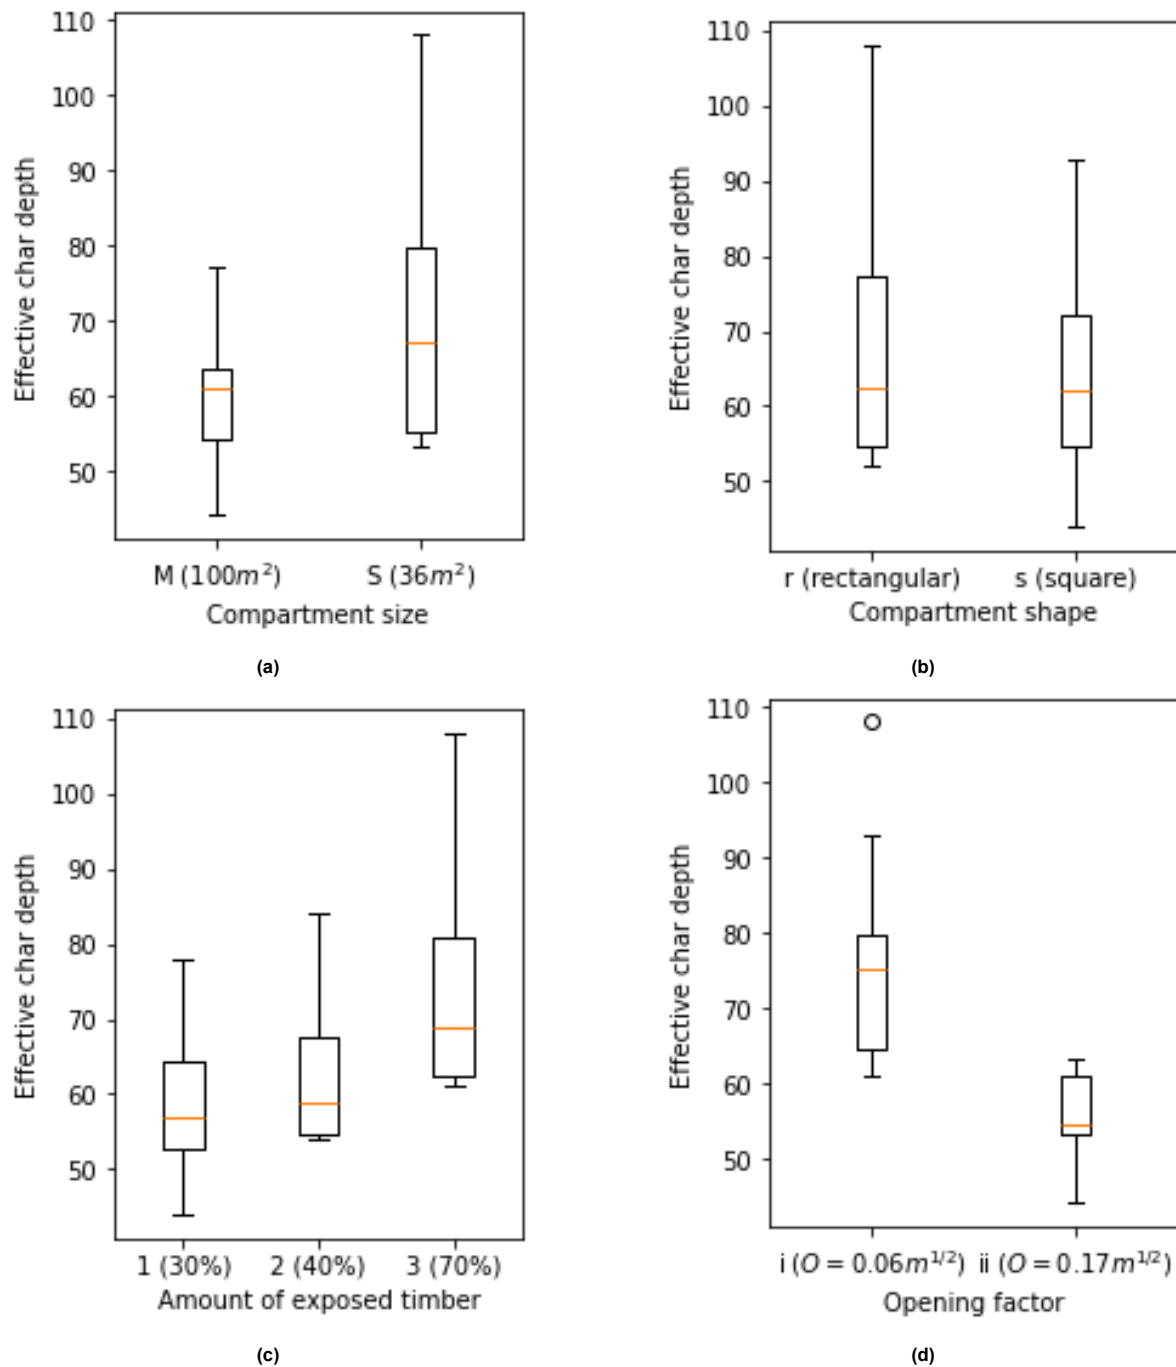 110
100
90
80
70
60
50
Effective char depth
M (100m²) S (36m²)
Compartment size
(a)
110
100
90
80
70
60
50
Effective char depth
r (rectangular) s (square)
Compartment shape
(b)
110
100
90
80
70
60
50
Effective char depth
1 (30%) 2 (40%) 3 (70%)
Amount of exposed timber
(c)
110
100
90
80
70
60
50
Effective char depth
i (O = 0.06m^{1/2}) ii (O = 0.17m^{1/2})
Opening factor
(d)